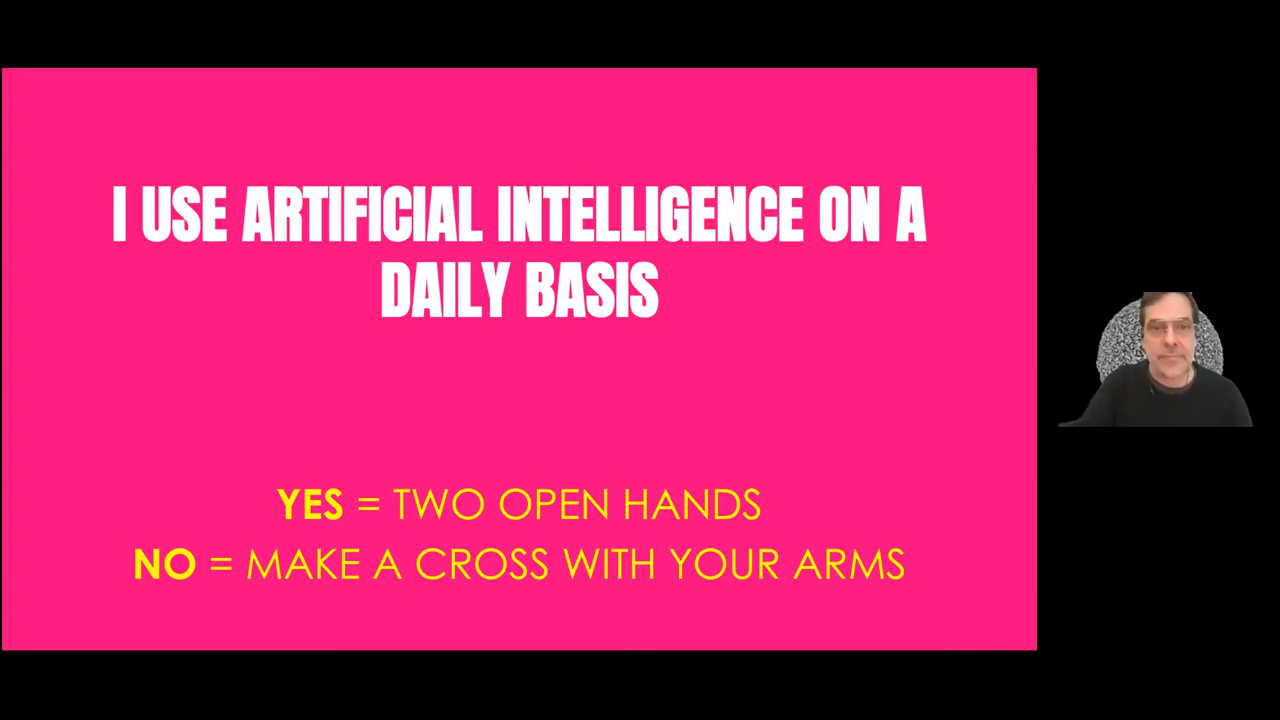 I USE ARTIFICIAL INTELLIGENCE ON A
DAILY BASIS
YES = TWO OPEN HANDS
NO = MAKE A CROSS WITH YOUR ARMS